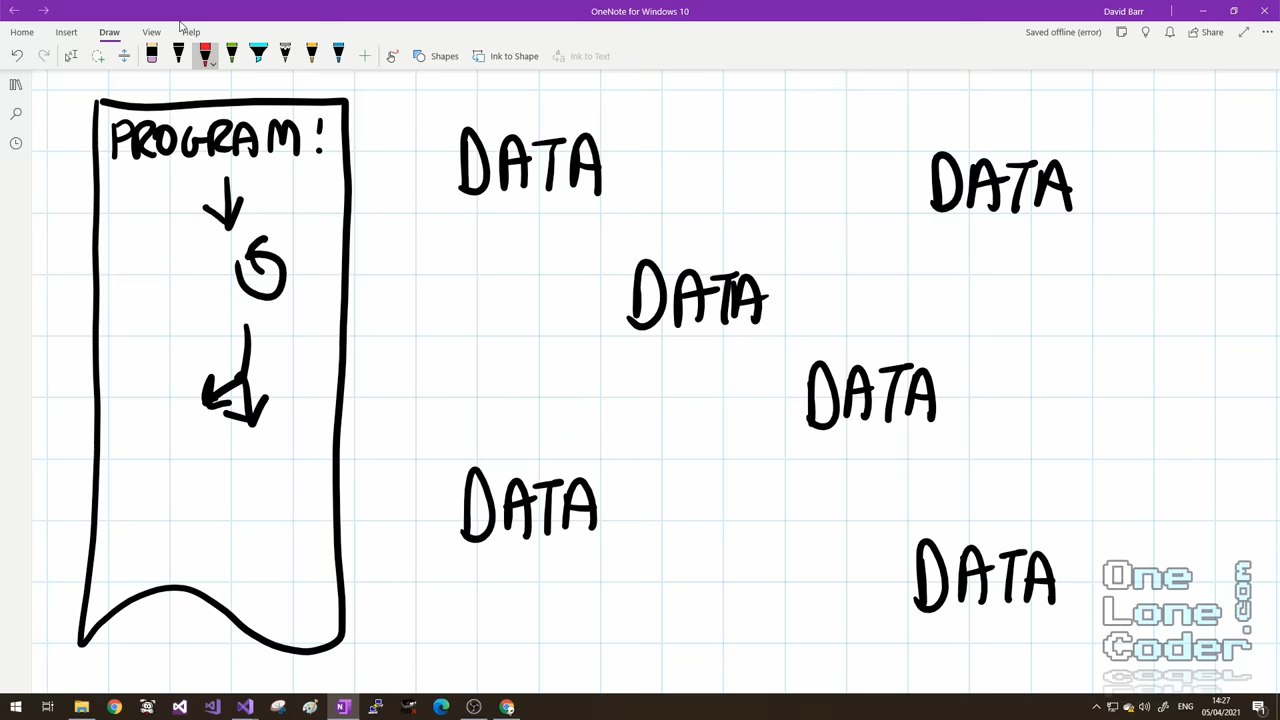 OneNote for Windows 10
David Barr
Home
Insert
Draw
View
Help
Saved offline (error)
Share
Shapes
Ink to Shape
Ink to Text
PROGRAM!
DATA
DATA
DATA
DATA
DATA
DATA
One
Lone
Coder.com
ENG
14:27
05/04/2021